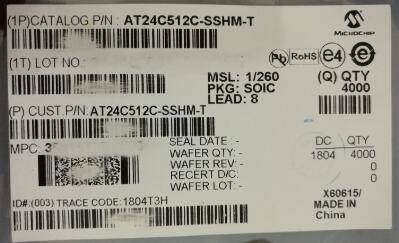 (1P)CATALOG P/N: AT24C512C-SSHM-T
MICROCHIP
(1T) LOT NO
Pb RoHS e4 e
MSL: 1/260
PKG: SOIC
LEAD: 8
(Q) QTY
4000
(P) CUST.P/N:AT24C512C-SSHM-T
MPC:
SEAL DATE: -
WAFER QTY: -
WAFER REV: -
RECERT D/C: -
WAFER LOT: -
DC QTY
1804 4000
0
0
ID#: (003) TRACE CODE: 1804T3H
X60615/
MADE IN
China